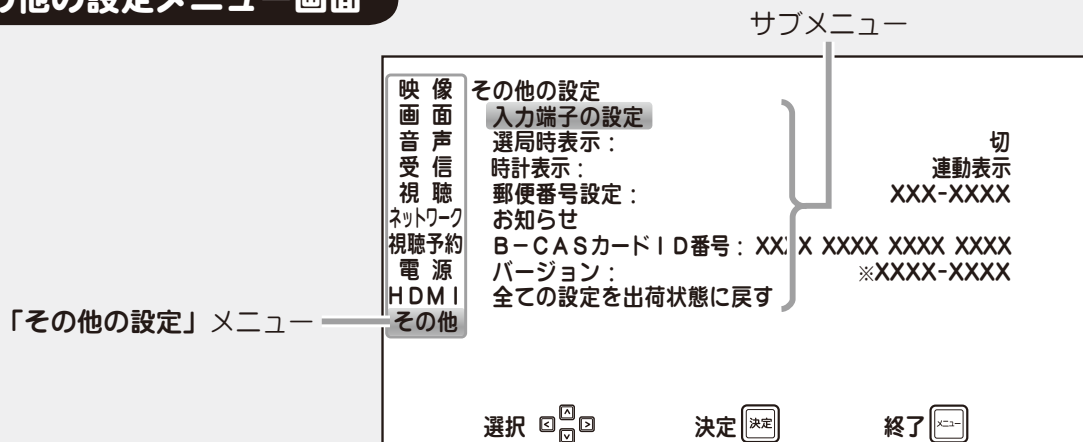 の他の設定メニュー画面
サブメニュー
映像 その他の設定
画面 入力端子の設定
音声 選局時表示： 切
受信 時計表示： 連動表示
視聴 郵便番号設定： XXX-XXXX
ネットワーク お知らせ
視聴予約 B－CASカードID番号：XXXX XXXX XXXX XXXX
電源 バージョン： ※XXXX-XXXX
HDMI 全ての設定を出荷状態に戻す
「その他の設定」メニュー その他
選択 決定 決定 終了 メニュー